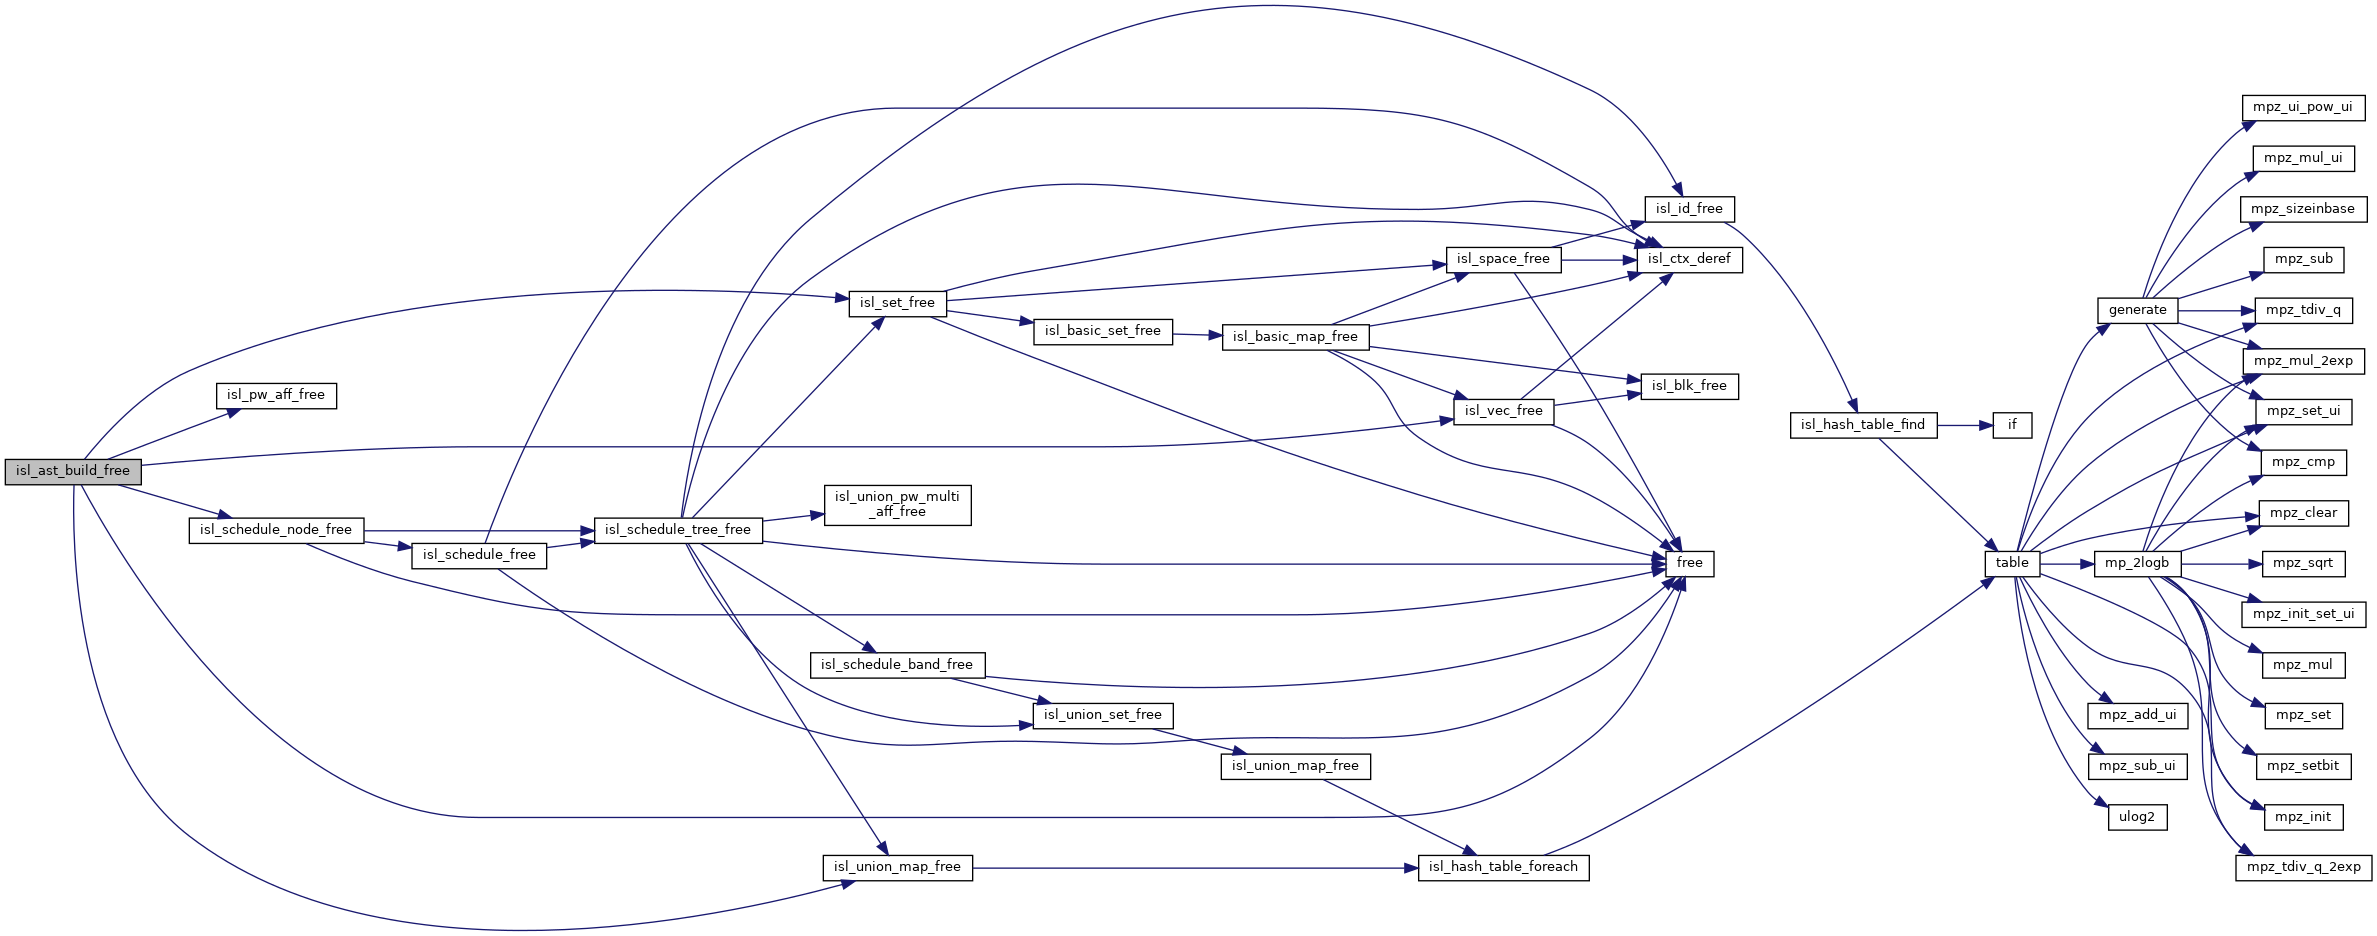 isl_ast_build_free
isl_pw_aff_free
isl_schedule_node_free
isl_schedule_free
isl_schedule_tree_free
isl_set_free
isl_union_pw_multi
_aff_free
isl_schedule_band_free
isl_union_map_free
isl_basic_set_free
isl_union_set_free
isl_basic_map_free
isl_union_map_free
isl_space_free
isl_vec_free
isl_hash_table_foreach
isl_id_free
isl_ctx_deref
isl_blk_free
free
isl_hash_table_find
if
table
generate
mp_2logb
mpz_add_ui
mpz_sub_ui
ulog2
mpz_ui_pow_ui
mpz_mul_ui
mpz_sizeinbase
mpz_sub
mpz_tdiv_q
mpz_mul_2exp
mpz_set_ui
mpz_cmp
mpz_clear
mpz_sqrt
mpz_init_set_ui
mpz_mul
mpz_set
mpz_setbit
mpz_init
mpz_tdiv_q_2exp